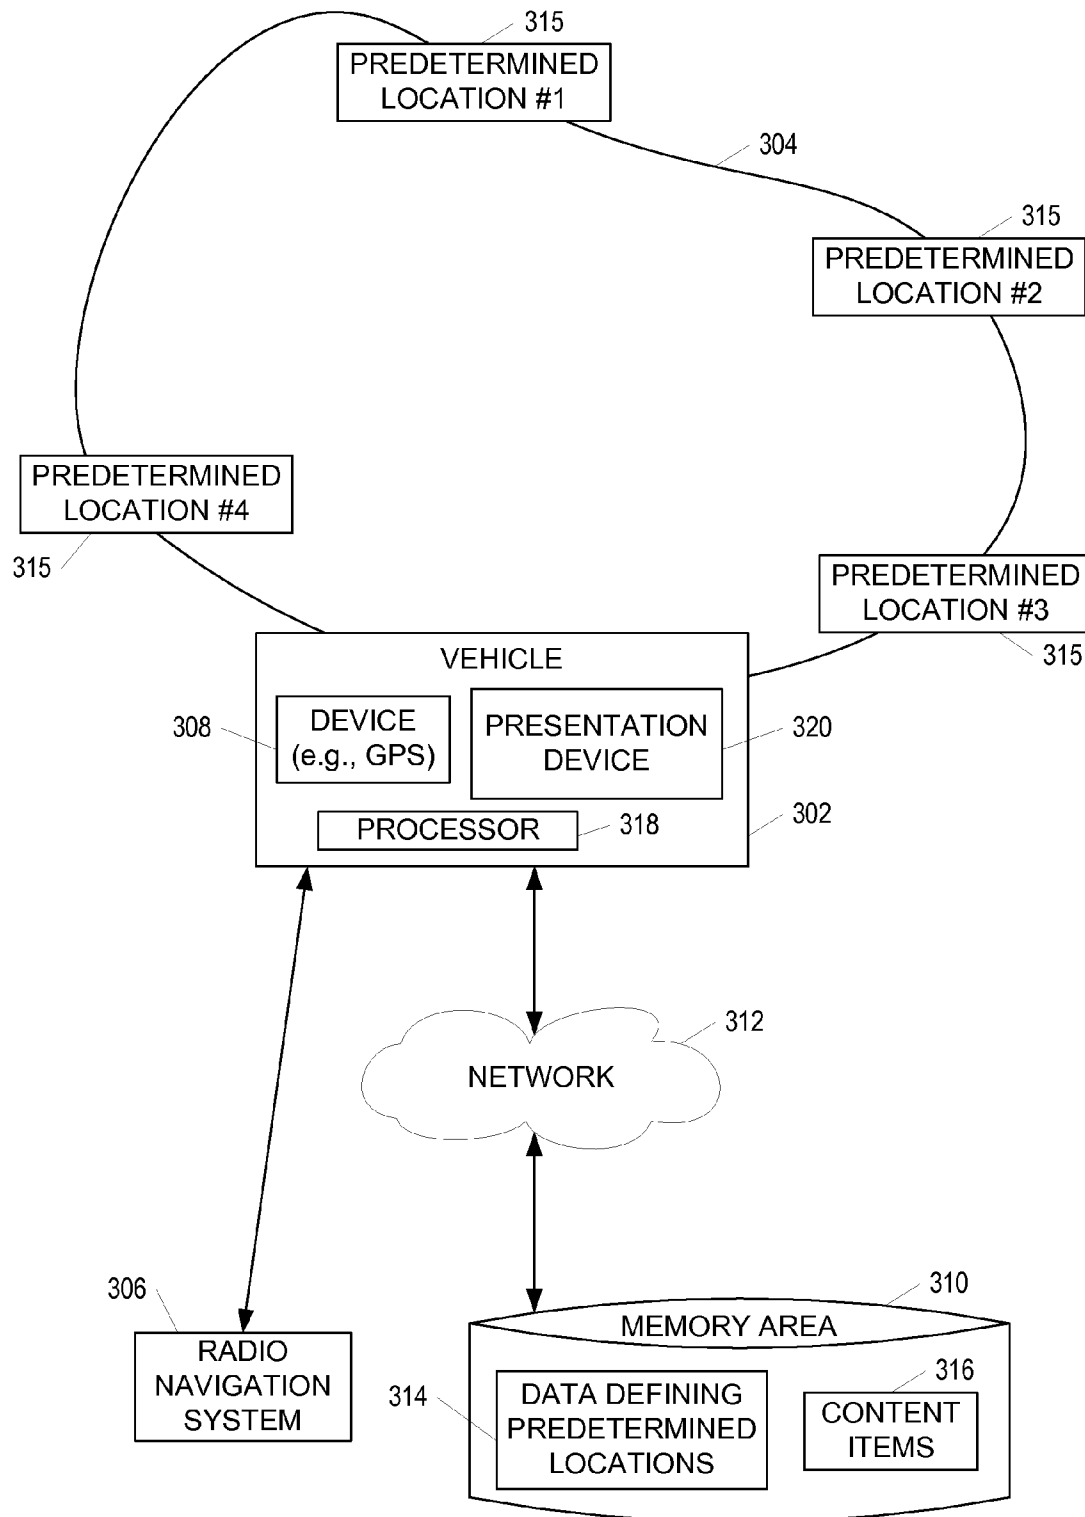 315
PREDETERMINED
LOCATION #1
304
315
PREDETERMINED
LOCATION #2
PREDETERMINED
LOCATION #4
315
PREDETERMINED
LOCATION #3
315
VEHICLE
308
DEVICE
(e.g., GPS)
PRESENTATION
DEVICE
320
PROCESSOR
318
302
312
NETWORK
306
RADIO
NAVIGATION
SYSTEM
310
MEMORY AREA
314
DATA DEFINING
PREDETERMINED
LOCATIONS
316
CONTENT
ITEMS